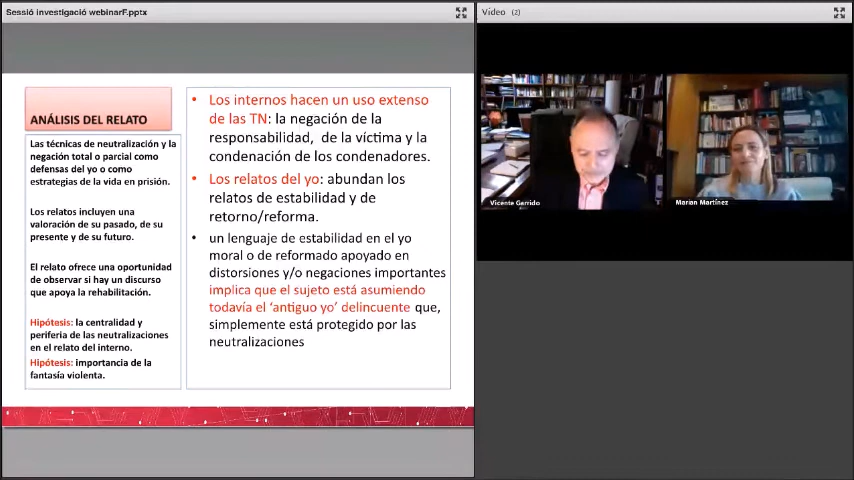 Sessió investigació webinarF.pptx
ANÁLISIS DEL RELATO
Las técnicas de neutralización y la
negación total o parcial como
defensas del yo o como
estrategias de la vida en prisión.
Los relatos incluyen una
valoración de su pasado, de su
presente y de su futuro.
El relato ofrece una oportunidad
de observar si hay un discurso
que apoya la rehabilitación.
Hipótesis: la centralidad y
periferia de las neutralizaciones
en el relato del interno.
Hipótesis: importancia de la
fantasía violenta.
• Los internos hacen un uso extenso
de las TN: la negación de la
responsabilidad, de la víctima y la
condenación de los condenadores.
• Los relatos del yo: abundan los
relatos de estabilidad y de
retorno/reforma.
• un lenguaje de estabilidad en el yo
moral o de reformado apoyado en
distorsiones y/o negaciones importantes
implica que el sujeto está asumiendo
todavía el ‘antiguo yo’ delincuente que,
simplemente está protegido por las
neutralizaciones
Vídeo (2)
Vicente Garrido
Marian Martínez